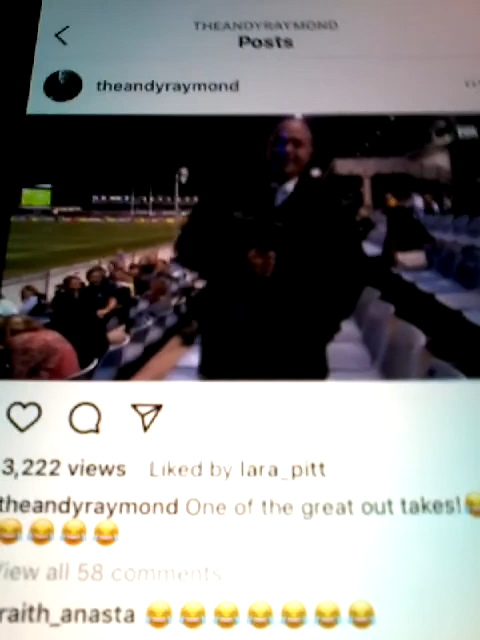 THEANDYRAYMOND
Posts
theandyraymond
3,222 views Liked by lara_pitt
theandyraymond One of the great out takes!😂
😂😂😂😂
View all 58 comments
raith_anasta 😂😂😂😂😂😂😂